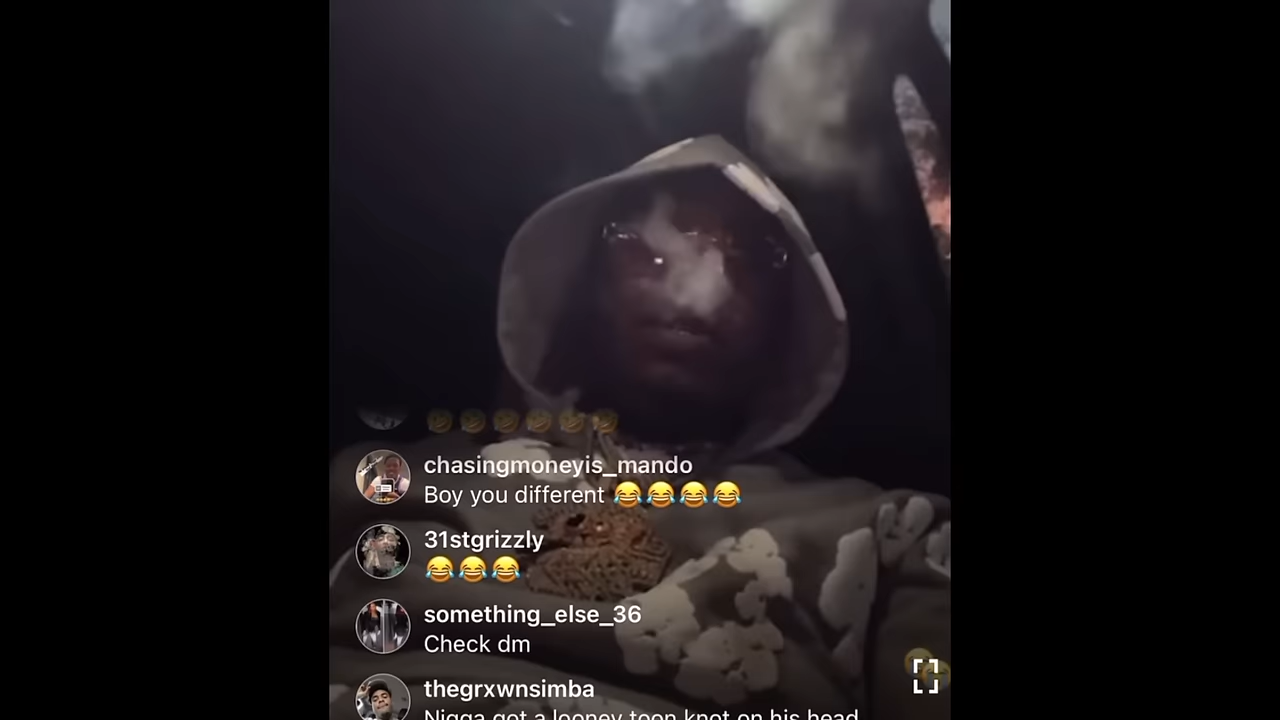 🤣🤣🤣🤣🤣🤣
chasingmoneyis_mando
Boy you different 😂😂😂😂
31stgrizzly
😂😂😂
something_else_36
Check dm
thegrxwnsimba
Nigga got a looney toon knot on his head